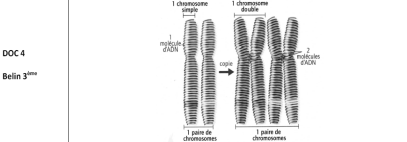 DOC 4
Belin 3ème
1 chromosome
simple
1 chromosome
double
1
molécule
d'ADN
copie
2
molécules
d'ADN
1 paire de
chromosomes
1 paire de
chromosomes